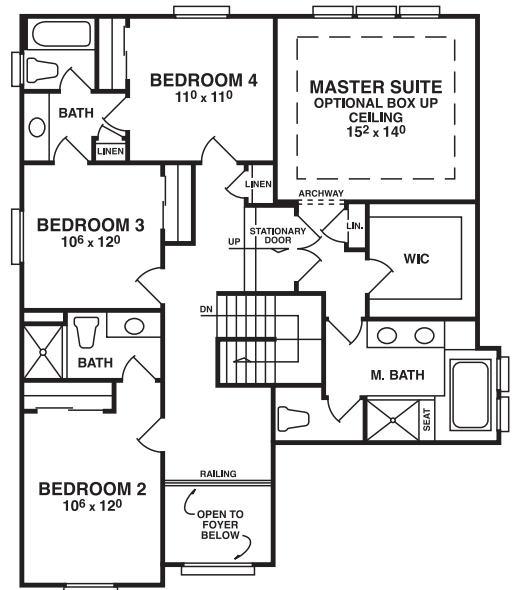 BEDROOM 4
11⁰ x 11⁰
MASTER SUITE
OPTIONAL BOX UP
CEILING
15² x 14⁰
BATH
LINEN
LINEN
ARCHWAY
BEDROOM 3
10⁶ x 12⁰
UP
STATIONARY
DOOR
LIN.
WIC
DN
BATH
M. BATH
SEAT
BEDROOM 2
10⁶ x 12⁰
RAILING
OPEN TO
FOYER
BELOW